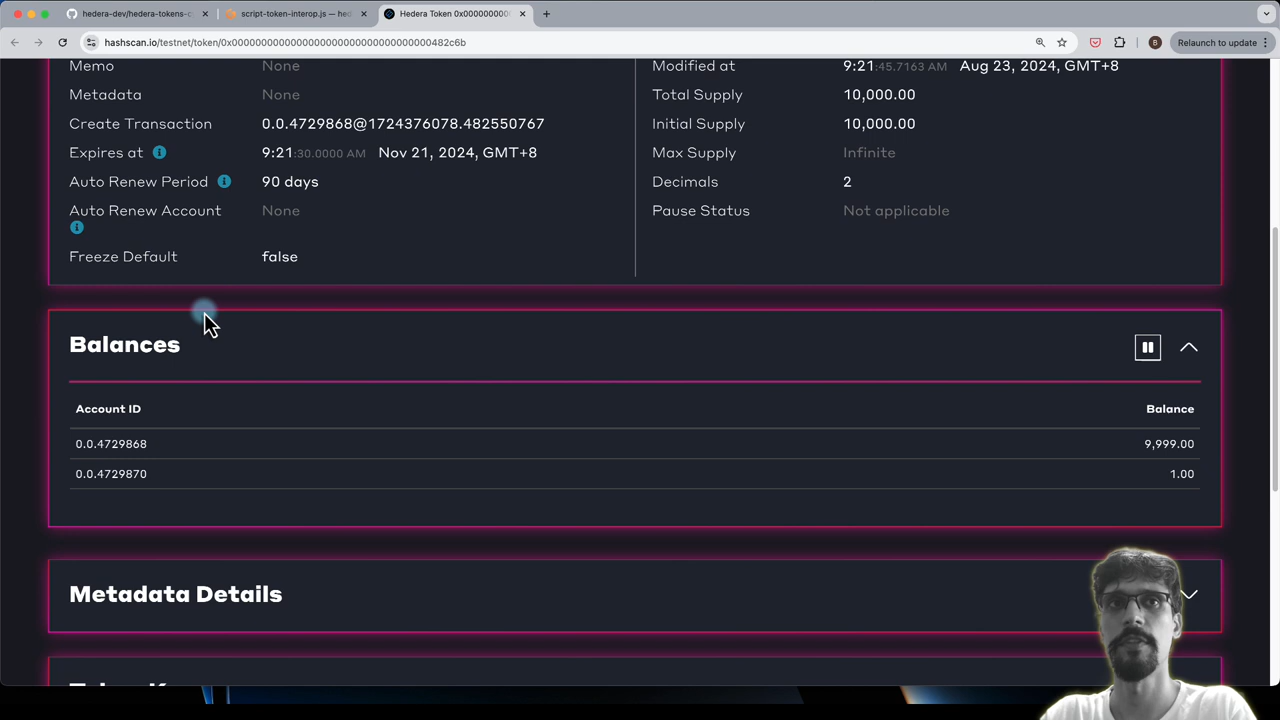 hedera-dev/hedera-tokens-c
script-token-interop.js — hed
Hedera Token 0x000000000
hashscan.io/testnet/token/0x0000000000000000000000000000000000482c6b
B
Relaunch to update
Memo
None
Modified at
9:21:45.7163 AM Aug 23, 2024, GMT+8
Metadata
None
Total Supply
10,000.00
Create Transaction
0.0.4729868@1724376078.482550767
Initial Supply
10,000.00
Expires at
9:21:30.0000 AM Nov 21, 2024, GMT+8
Max Supply
Infinite
Auto Renew Period
90 days
Decimals
2
Auto Renew Account
None
Pause Status
Not applicable
Freeze Default
false
Balances
Account ID
Balance
0.0.4729868
9,999.00
0.0.4729870
1.00
Metadata Details